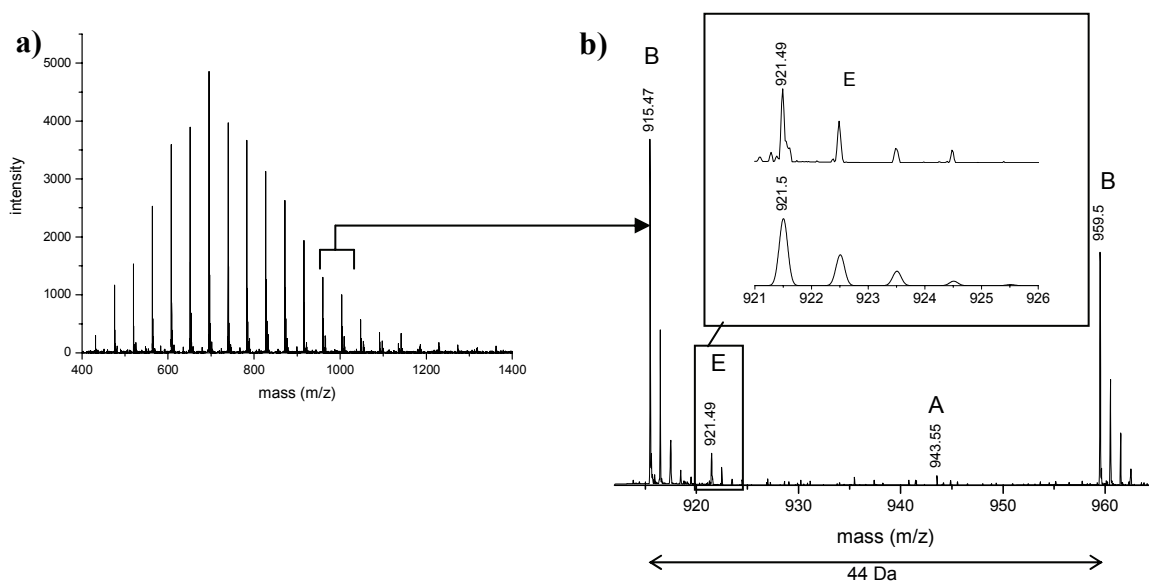 a)
5000
4000
3000
2000
1000
0
intensity
400 600 800 1000 1200 1400
mass (m/z)
b)
B
915.47
E
921.49
A
943.55
B
959.5
920 930 940 950 960
mass (m/z)
44 Da
921.49
E
921.5
921 922 923 924 925 926